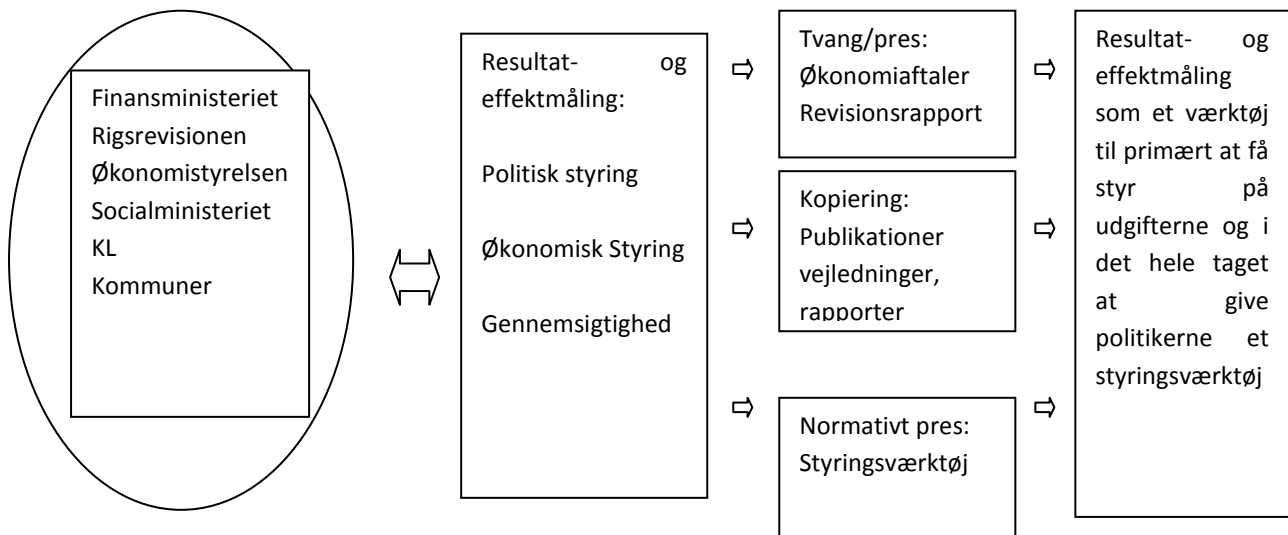 Finansministeriet
Rigsrevisionen
Økonomistyrelsen
Socialministeriet
KL
Kommuner
Resultat- og
effektmåling:
Politisk styring
Økonomisk Styring
Gennemsigtighed
Tvang/pres:
Økonomiaftaler
Revisionsrapport
Kopiering:
Publikationer
vejledninger,
rapporter
Normativt pres:
Styringsværktøj
Resultat- og
effektmåling
som et værktøj
til primært at få
styr på
udgifterne og i
det hele taget
at give
politikerne et
styringsværktøj